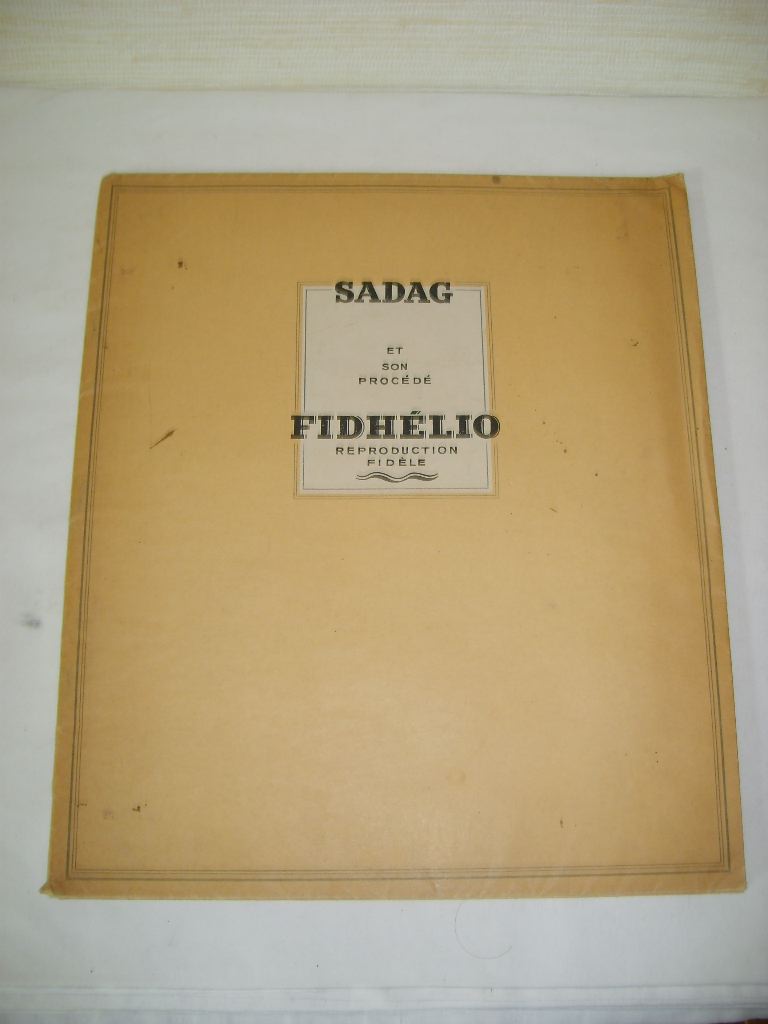 SADAG
ET
SON
PROCÉDÉ
FIDHÉLIO
REPRODUCTION
FIDÈLE